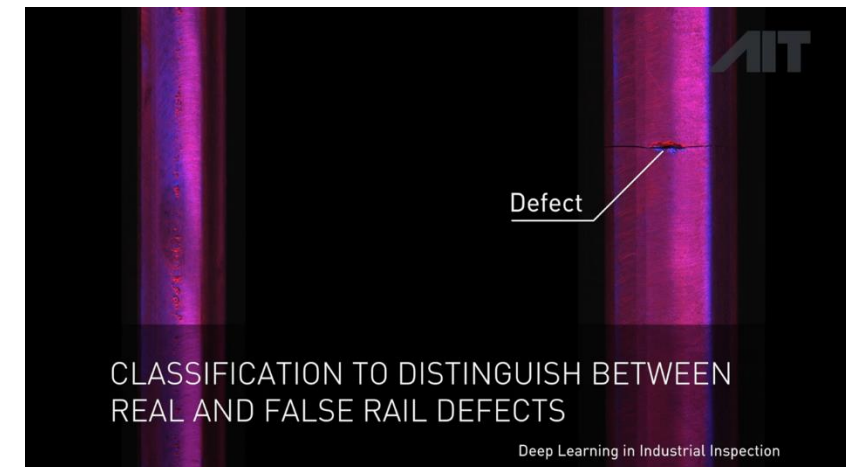 AIT
Defect
CLASSIFICATION TO DISTINGUISH BETWEEN
REAL AND FALSE RAIL DEFECTS
Deep Learning in Industrial Inspection